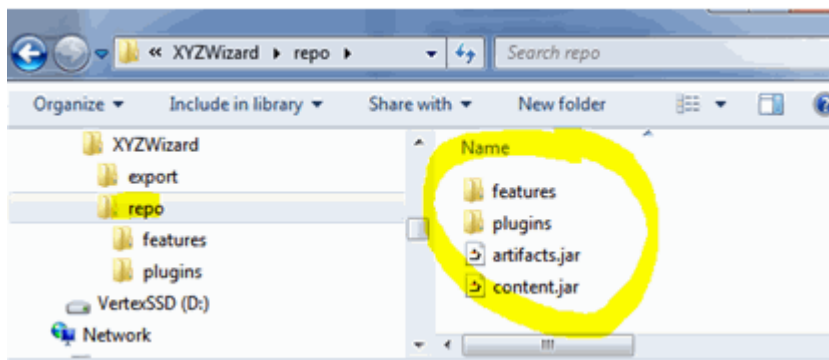 « XYZWizard ▸ repo ▸
Search repo
Organize ▾ Include in library ▾ Share with ▾ New folder
XYZWizard
export
repo
features
plugins
VertexSSD (D:)
Network
Name
features
plugins
artifacts.jar
content.jar